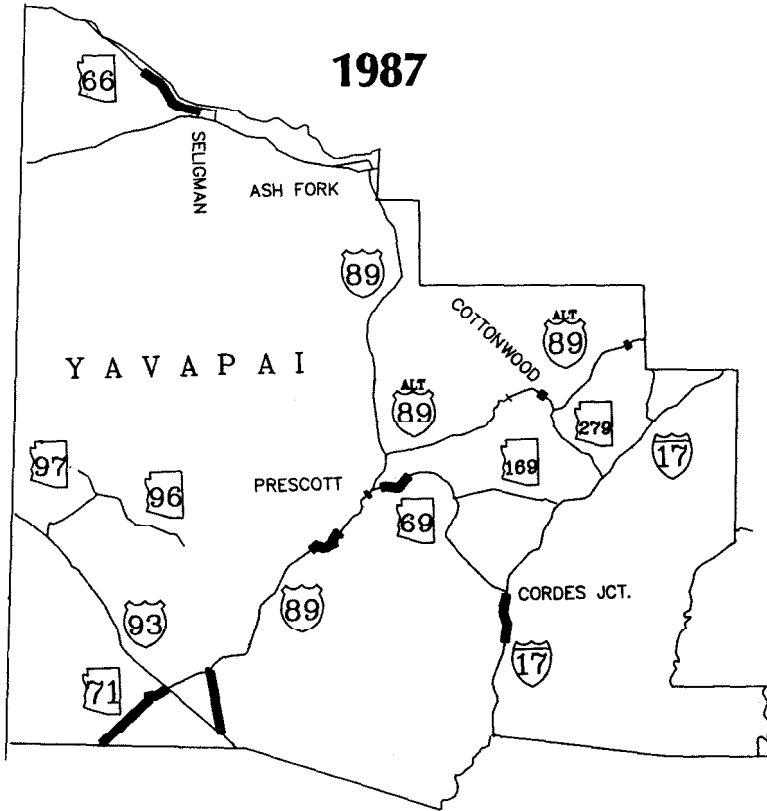 1987
66
SELIGMAN
ASH FORK
89
COTTONWOOD
ALT
89
YAVAPAI
ALT
89
279
17
97
96
PRESCOTT
169
69
93
89
CORDES JCT.
17
71